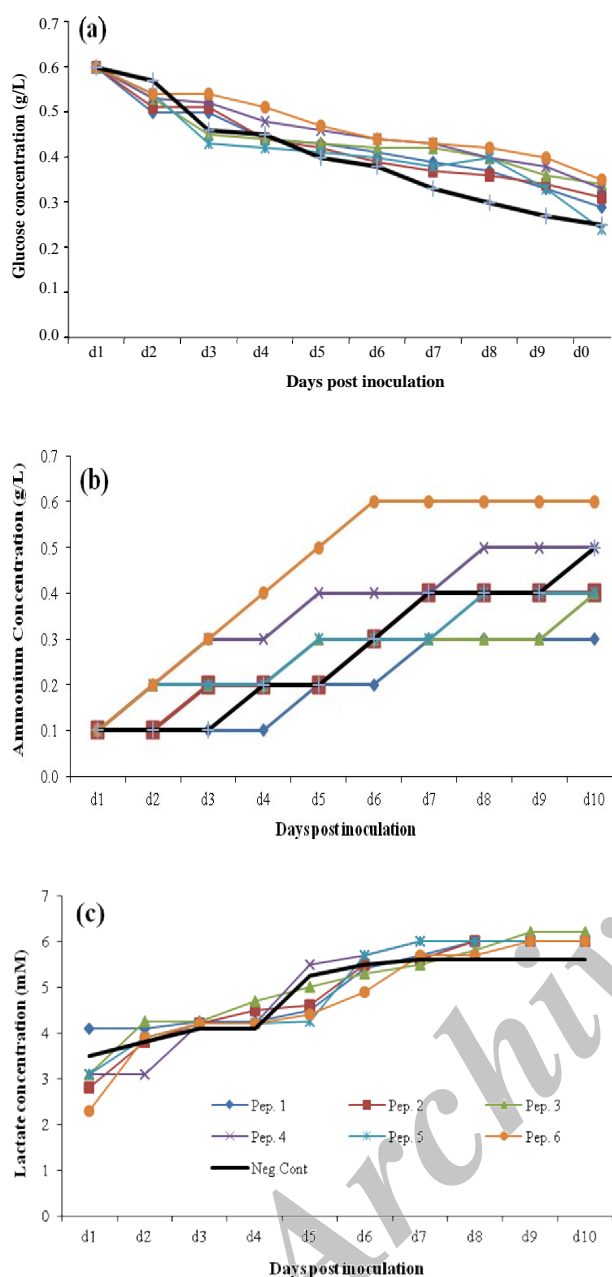 (a)
Glucose concentration (g/L)
0.7
0.6
0.5
0.4
0.3
0.2
0.1
0.0
d1 d2 d3 d4 d5 d6 d7 d8 d9 d0
Days post inoculation
(b)
Ammonium Concentration (g/L)
0.7
0.6
0.5
0.4
0.3
0.2
0.1
0.0
d1 d2 d3 d4 d5 d6 d7 d8 d9 d10
Days post inoculation
(c)
Lactate concentration (mM)
7
6
5
4
3
2
1
0
Pep. 1 Pep. 2 Pep. 3
Pep. 4 Pep. 5 Pep. 6
Neg Cont
d1 d2 d3 d4 d5 d6 d7 d8 d9 d10
Days post inoculation
Archi